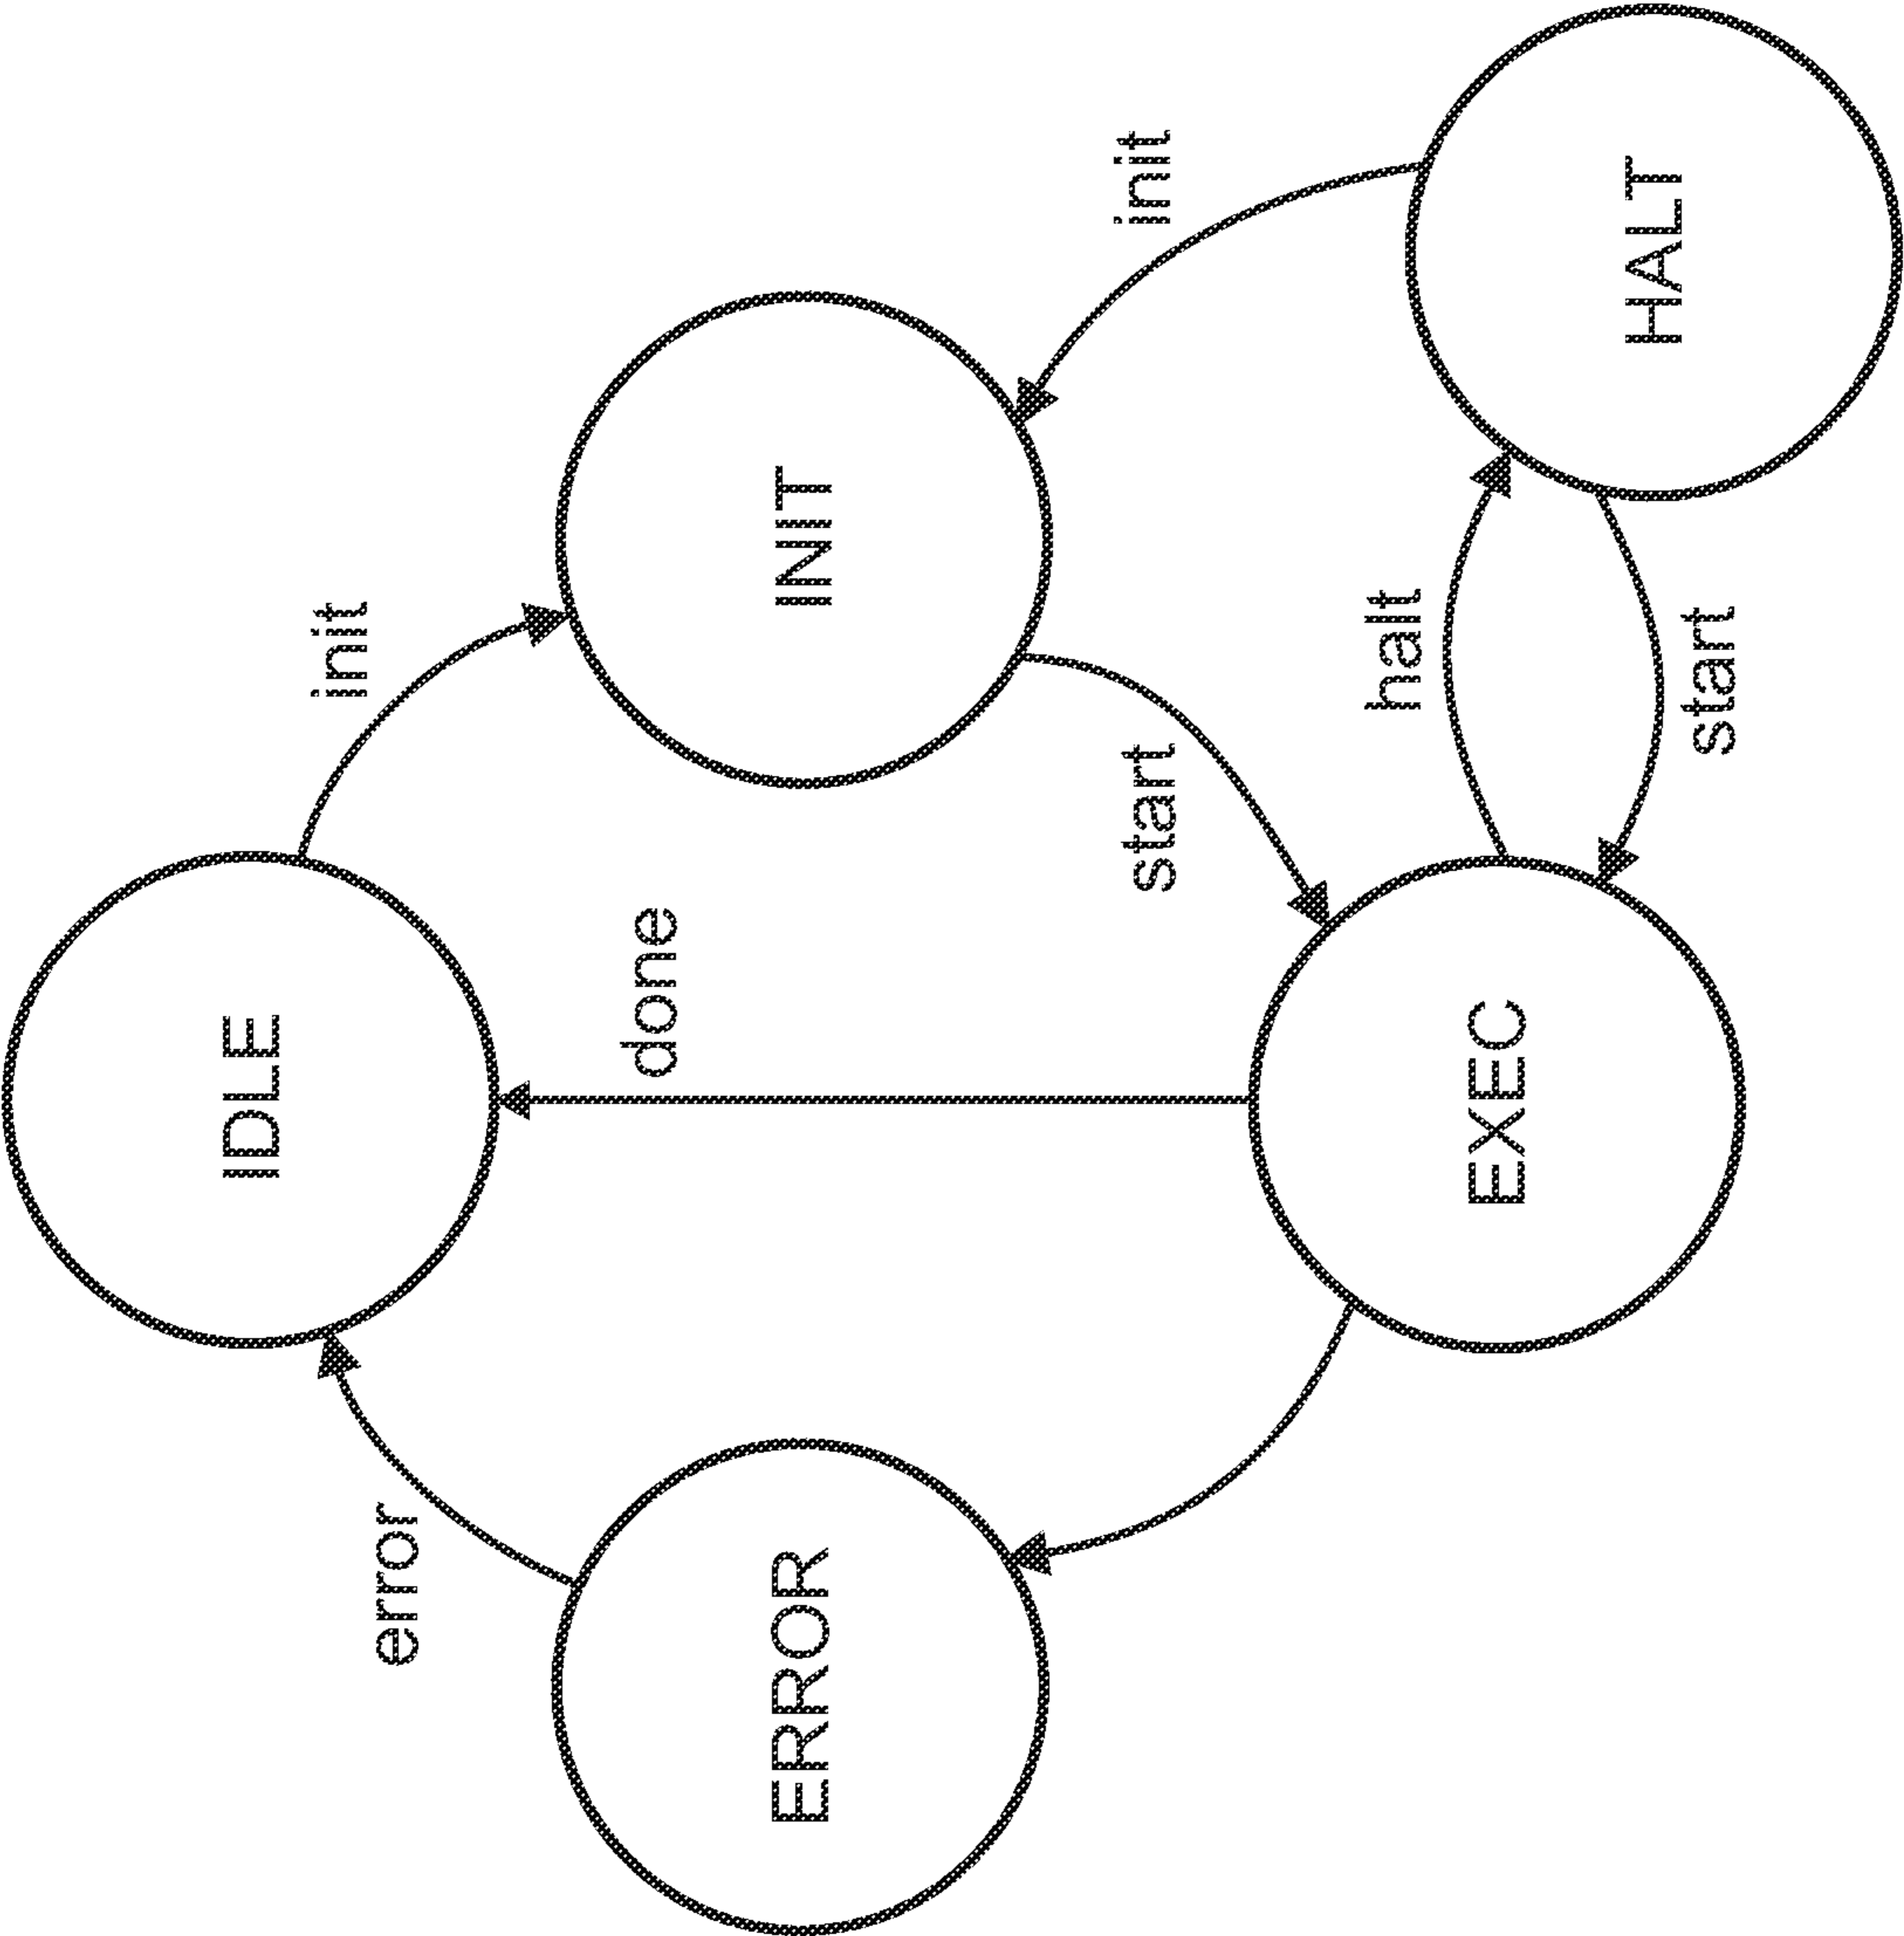 IDLE
init
error
done
INIT
ERROR
init
start
halt
start
EXEC
HALT